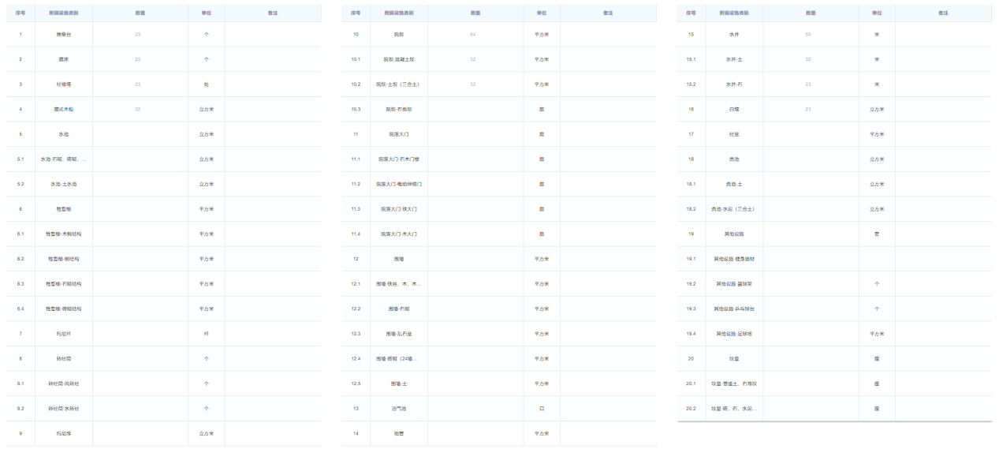 序号 附属设施类别 数量 单位 备注
1 煨桑台 23 个
2 23 个
3 经幡塔 23 处
4 藏式木柜 32 立方米
5 水池 立方米
5.1 水池-石砌、砖砌、...
立方米
5.2 水池-土水池 立方米
6 牲畜棚 平方米
6.1 牲畜棚-木制结构 平方米
6.2 牲畜棚-钢结构 平方米
6.3 牲畜棚-石砌结构 平方米
6.4 牲畜棚-砖砌结构 平方米
7 玛尼杆 杆
8 转经筒 个
8.1 转经筒-风转经 个
8.2 转经筒-水转经 个
9 玛尼堆 立方米
序号 附属设施类别 数量 单位 备注
10 院坝 64 平方米
10.1 院坝-混凝土坝 32 平方米
10.2 院坝-土坝（三合土） 32 平方米
10.3 院坝-石板坝 扇
11 院落大门 扇
11.1 院落大门-石木门楼 扇
11.2 院落大门-电动伸缩门 扇
11.3 院落大门-铁大门 扇
11.4 院落大门-木大门 扇
12 围墙 平方米
12.1 围墙-铁丝、木、木... 平方米
12.2 围墙-石砌 平方米
12.3 围墙-乱石垒 平方米
12.4 围墙-砖砌（24墙... 平方米
12.5 围墙-土 平方米
13 沼气池 口
14 地窖 平方米
序号 附属设施类别 数量 单位 备注
15 水井 55 米
15.1 水井-土 32 米
15.2 水井-石 23 米
16 白塔 23 立方米
17 经堂 平方米
18 壳池 立方米
18.1 壳池-土 立方米
18.2 壳池-水泥（三合土） 立方米
19 其他设施 套
19.1 其他设施-健身器材
19.2 其他设施-篮球架 个
19.3 其他设施-乒乓球台 个
19.4 其他设施-足球场 平方米
20 坟墓 座
20.1 坟墓-普通土、石堆坟 座
20.2 坟墓-砖、石、水泥... 座